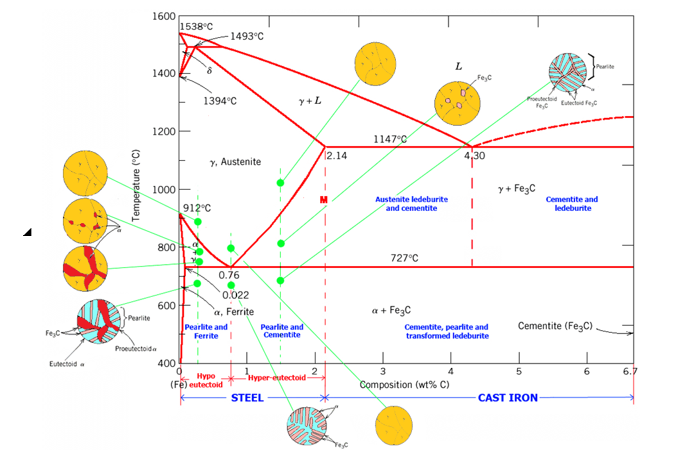 1600
1538°C
1493°C
δ
1400
1394°C
L
Fe₃C
Pearlite
Proeutectoid
Fe₃C
Eutectoid Fe₃C
α
γ + L
1200
1147°C
2.14
4.30
γ, Austenite
Temperature (°C)
1000
M
Austenite ledeburite
and cementite
γ + Fe₃C
Cementite and
ledeburite
912°C
α
800
α
+
γ
727°C
0.76
0.022
600
α, Ferrite
α + Fe₃C
Pearlite and
Ferrite
Pearlite and
Cementite
Cementite, pearlite and
transformed ledeburite
Cementite (Fe₃C)
Pearlite
Fe₃C
Proeutectoid α
Eutectoid α
400
0
1
2
3
4
5
6
6.7
(Fe)
Hypo
eutectoid
Hyper-eutectoid
Composition (wt% C)
STEEL
CAST IRON
α
Fe₃C